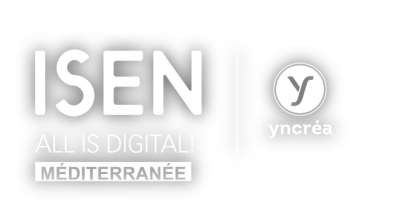 ISEN
ALL IS DIGITAL!
MÉDITERRANÉE
yncréa